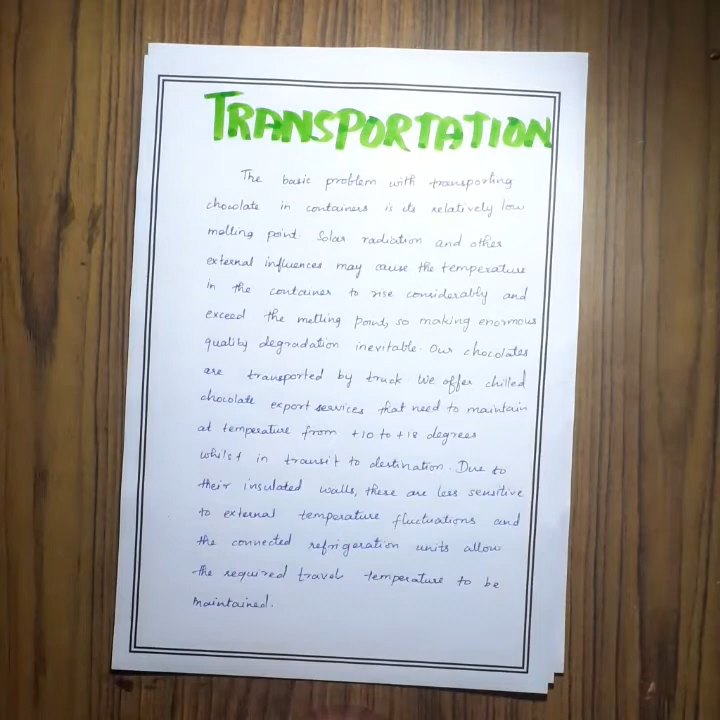 TRANSPORTATION
The basic problem with transporting
chocolate in containers is its relatively low
melting point. Solar radiation and other
external influences may cause the temperature
in the container to rise considerably and
exceed the melting point, so making enormous
quality degradation inevitable. Our chocolates
are transported by truck. We offer chilled
chocolate export services that need to maintain
at temperature from +10 to +18 degrees
whilst in transit to destination. Due to
their insulated walls, these are less sensitive
to external temperature fluctuations and
the connected refrigeration units allow
the required travel temperature to be
maintained.